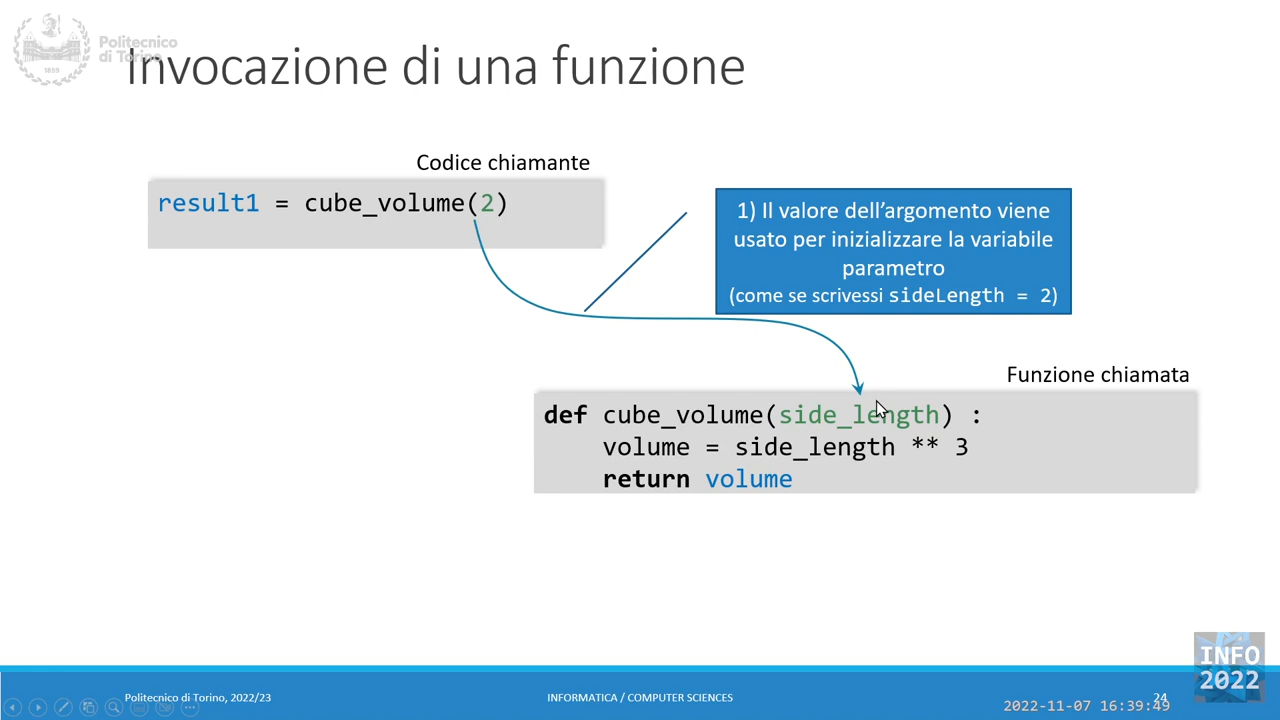 Politecnico
di Torino
1859
Invocazione di una funzione
Codice chiamante
result1 = cube_volume(2)
1) Il valore dell’argomento viene
usato per inizializzare la variabile
parametro
(come se scrivessi sideLength = 2)
Funzione chiamata
def cube_volume(side_length) :
    volume = side_length ** 3
    return volume
INFO
2022
Politecnico di Torino, 2022/23
INFORMATICA / COMPUTER SCIENCES
24
2022-11-07 16:39:49